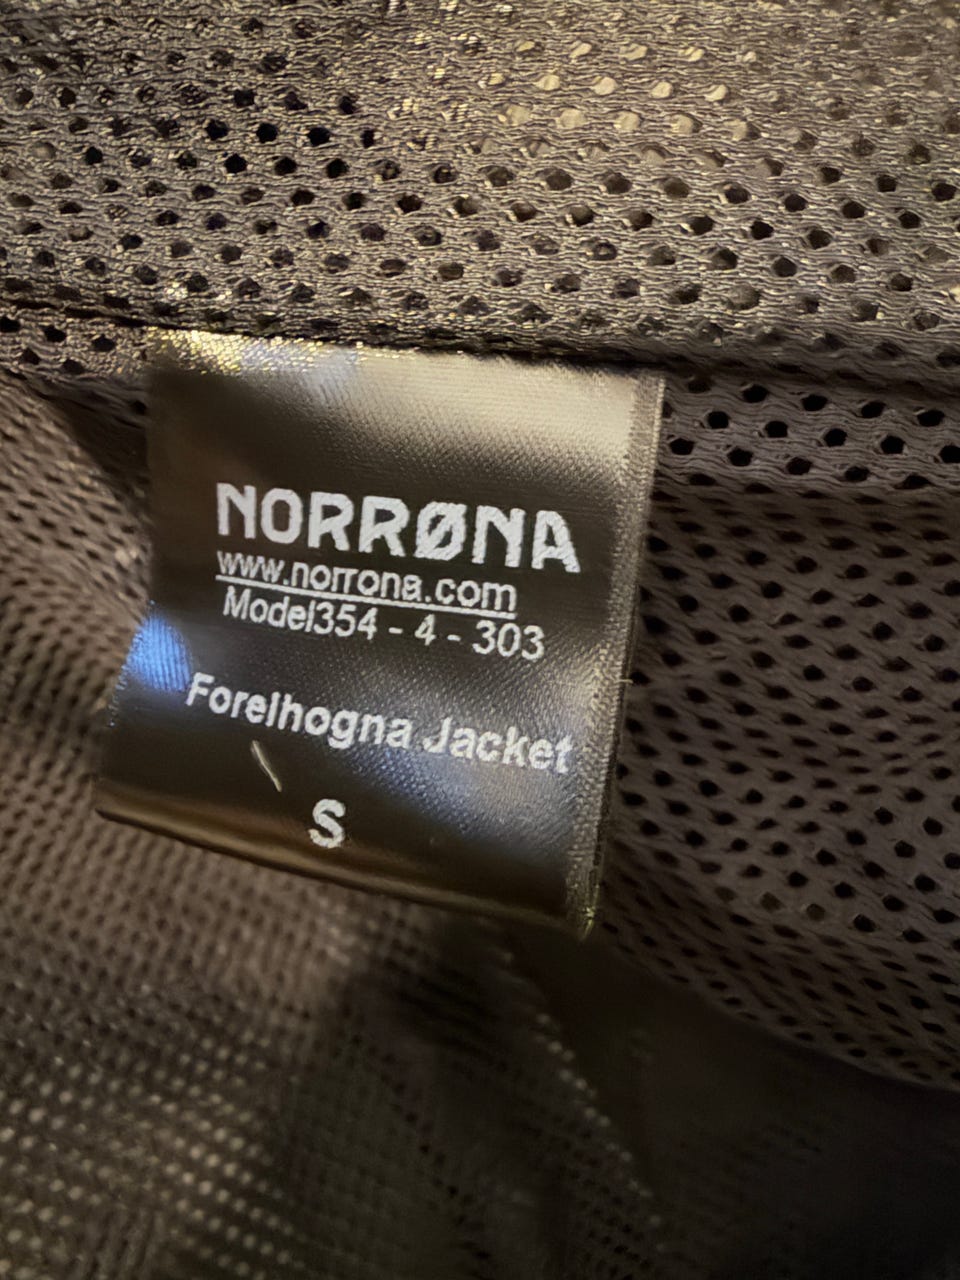 NORRØNA
www.norrona.com
Model354 - 4 - 303
Forelhogna Jacket
S